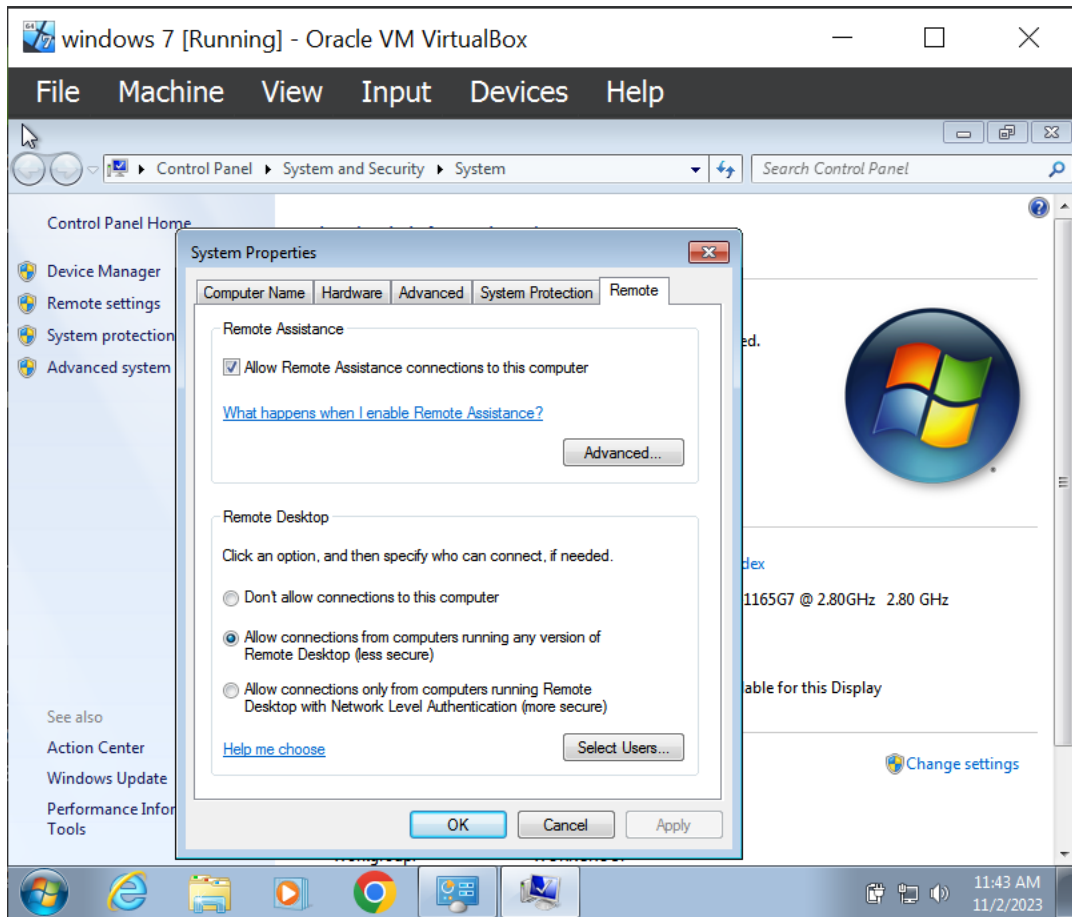 windows 7 [Running] - Oracle VM VirtualBox
File Machine View Input Devices Help
Control Panel System and Security System
Search Control Panel
Control Panel Home
Device Manager
Remote settings
System protection
Advanced system
System Properties
Computer Name Hardware Advanced System Protection Remote
Remote Assistance
Allow Remote Assistance connections to this computer
What happens when I enable Remote Assistance?
Advanced...
Remote Desktop
Click an option, and then specify who can connect, if needed.
Don't allow connections to this computer
Allow connections from computers running any version of
Remote Desktop (less secure)
Allow connections only from computers running Remote
Desktop with Network Level Authentication (more secure)
Help me choose
Select Users...
OK Cancel Apply
ed.
dex
1165G7 @ 2.80GHz 2.80 GHz
lable for this Display
Change settings
See also
Action Center
Windows Update
Performance Infor
Tools
11:43 AM
11/2/2023